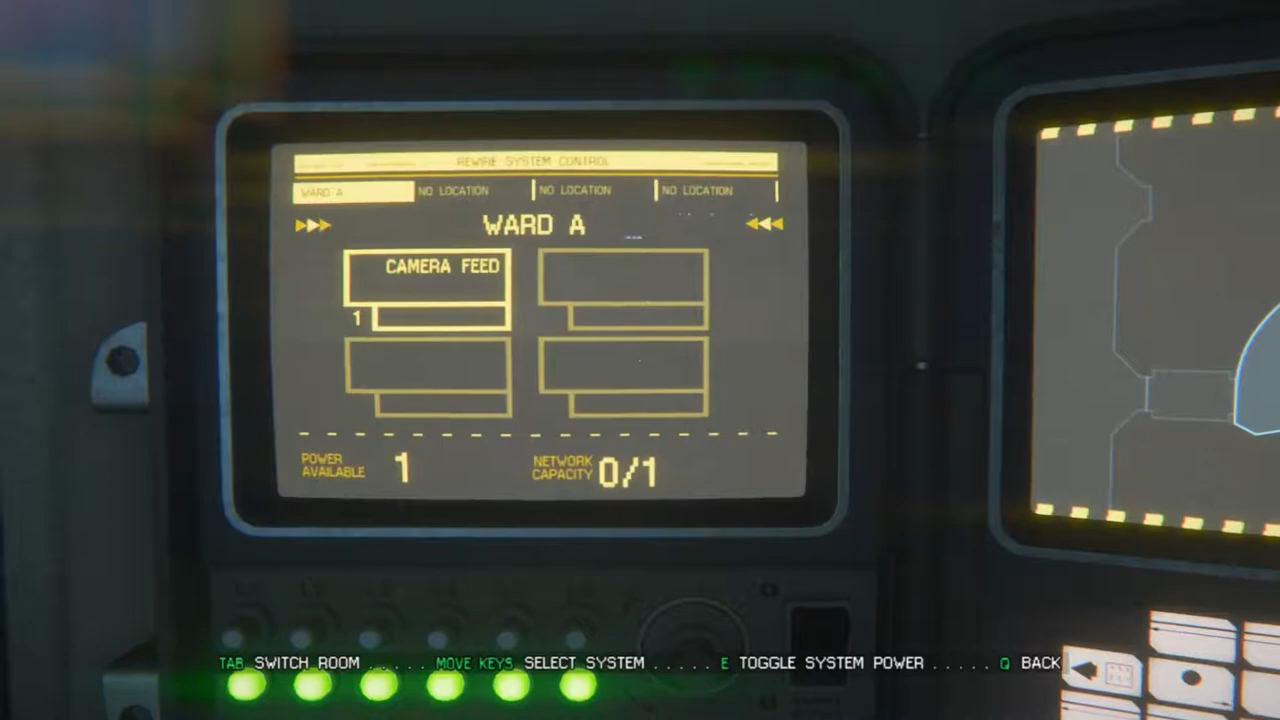 REWIRE SYSTEM CONTROL
WARD A NO LOCATION NO LOCATION NO LOCATION
WARD A
CAMERA FEED
1
POWER AVAILABLE 1
NETWORK CAPACITY 0/1
TAB SWITCH ROOM ..... MOVE KEYS SELECT SYSTEM ..... E TOGGLE SYSTEM POWER ..... Q BACK